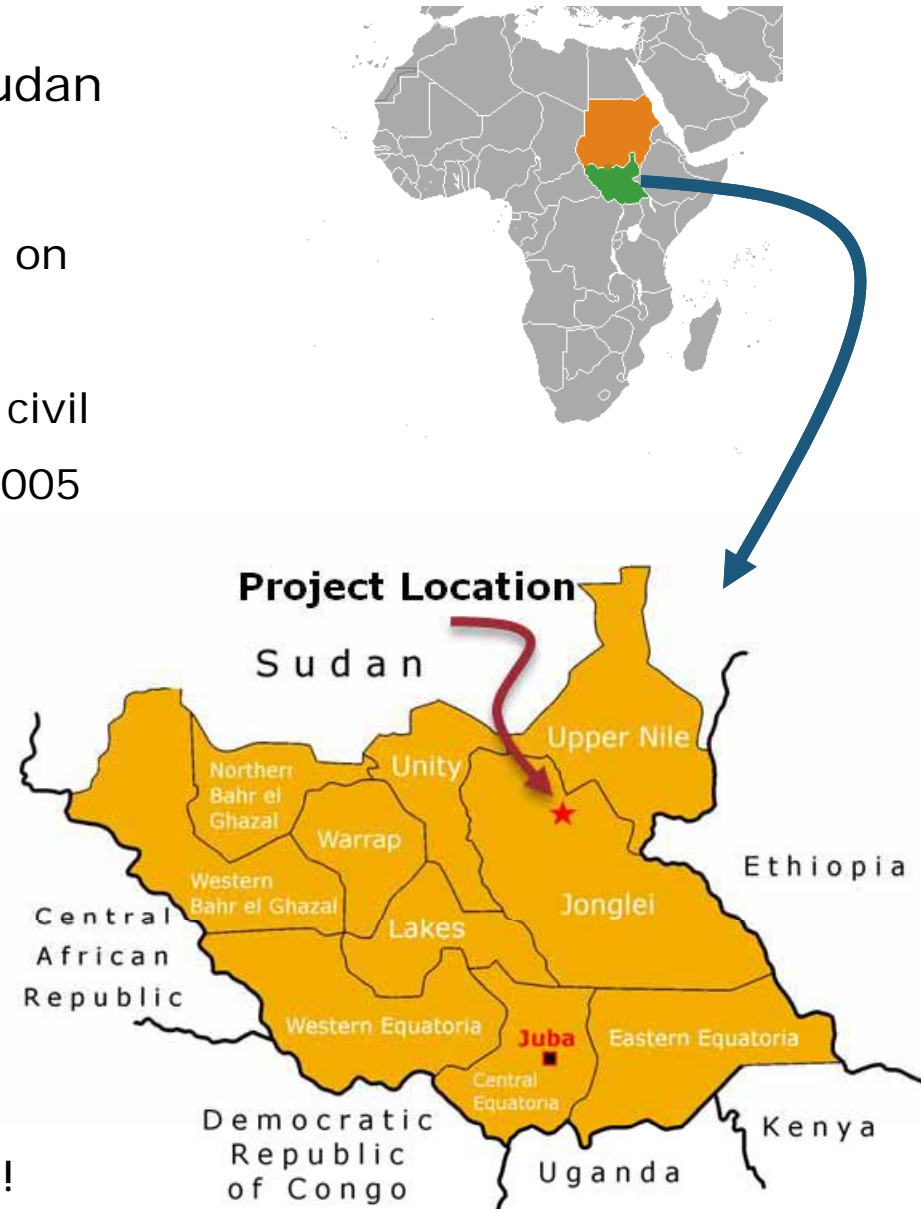 udan
on
civil
005
Project Location
Sudan
Upper Nile
Unity
Northern
Bahr el
Ghazal
Warrap
Western
Bahr el Ghazal
Ethiopia
Jonglei
Lakes
Central
African
Republic
Western Equatoria
Juba
Eastern Equatoria
Central
Equatoria
Democratic
Republic
of Congo
Uganda
Kenya
!